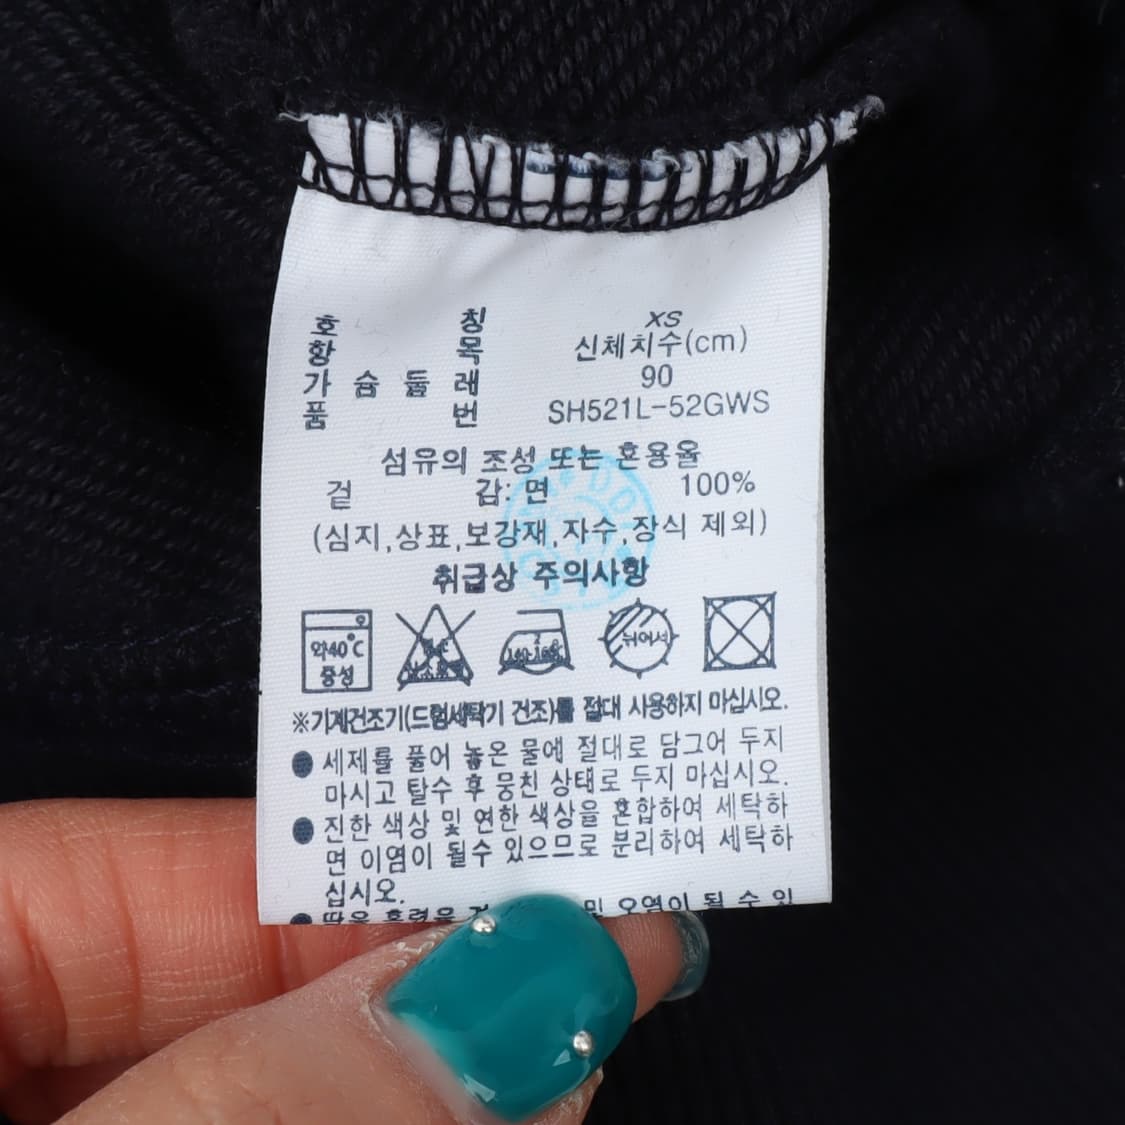 호 칭 XS
항 목 신체치수(cm)
가 슴 둘 레 90
품 번 SH521L-52GWS
섬유의 조성 또는 혼용율
겉 감: 면 100%
(심지,상표,보강재,자수,장식 제외)
취급상 주의사항
약40℃ 중성 뉘어서
※기계건조기(드럼세탁기 건조)를 절대 사용하지 마십시오.
● 세제를 풀어 놓은 물에 절대로 담그어 두지
마시고 탈수 후 뭉친 상태로 두지 마십시오.
● 진한 색상 및 연한 색상을 혼합하여 세탁하
면 이염이 될수 있으므로 분리하여 세탁하
십시오.